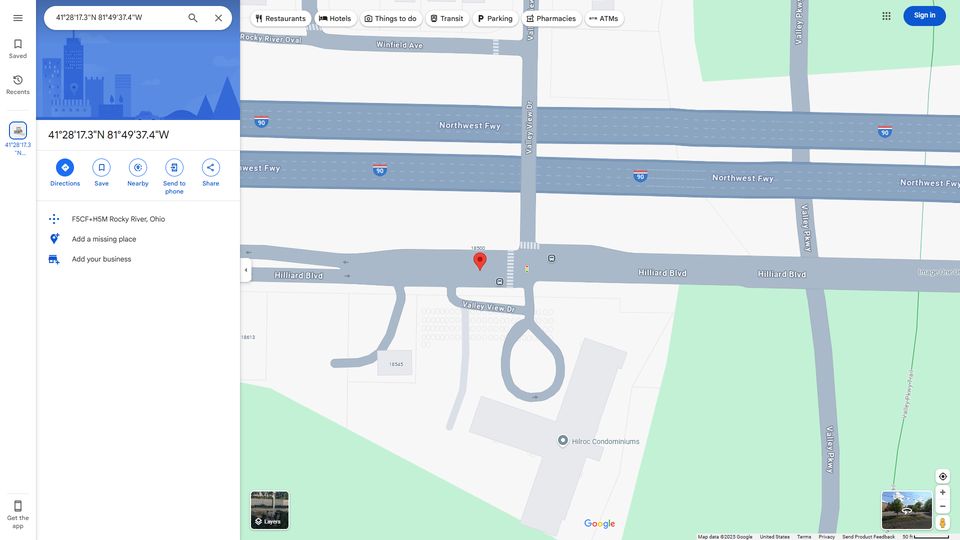 41°28'17.3"N 81°49'37.4"W
Restaurants
Hotels
Things to do
Transit
Parking
Pharmacies
ATMs
Sign in
Saved
Recents
41°28'17.3
"N...
41°28'17.3"N 81°49'37.4"W
Directions
Save
Nearby
Send to
phone
Share
F5CF+H5M Rocky River, Ohio
Add a missing place
Add your business
Get the
app
Rocky River Oval
Winfield Ave
Valley View Dr
Valley Pkwy
90
Northwest Fwy
90
90
90
Northwest Fwy
Northwest Fwy
Valley Pkwy
18500
Hilliard Blvd
Hilliard Blvd
Hilliard Blvd
Valley View Dr
18613
18545
Valley Pkwy Trail
Hilroc Condominiums
Valley Pkwy
Layers
Google
Map data ©2025 Google
United States
Terms
Privacy
Send Product Feedback
50 ft